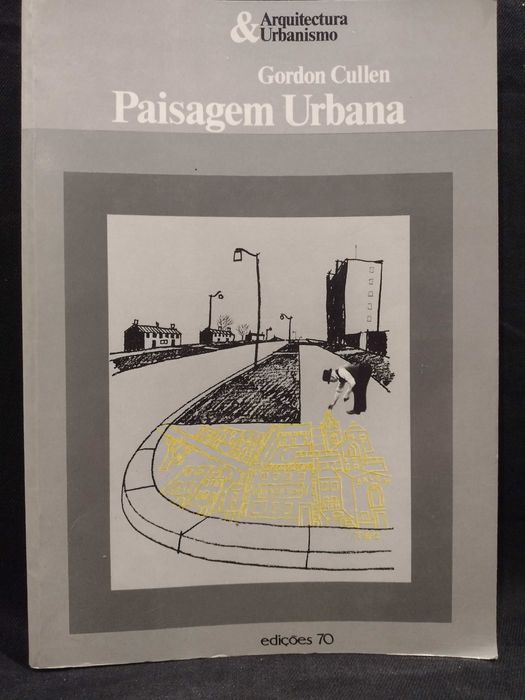 & Arquitectura
Urbanismo
Gordon Cullen
Paisagem Urbana
edições 70